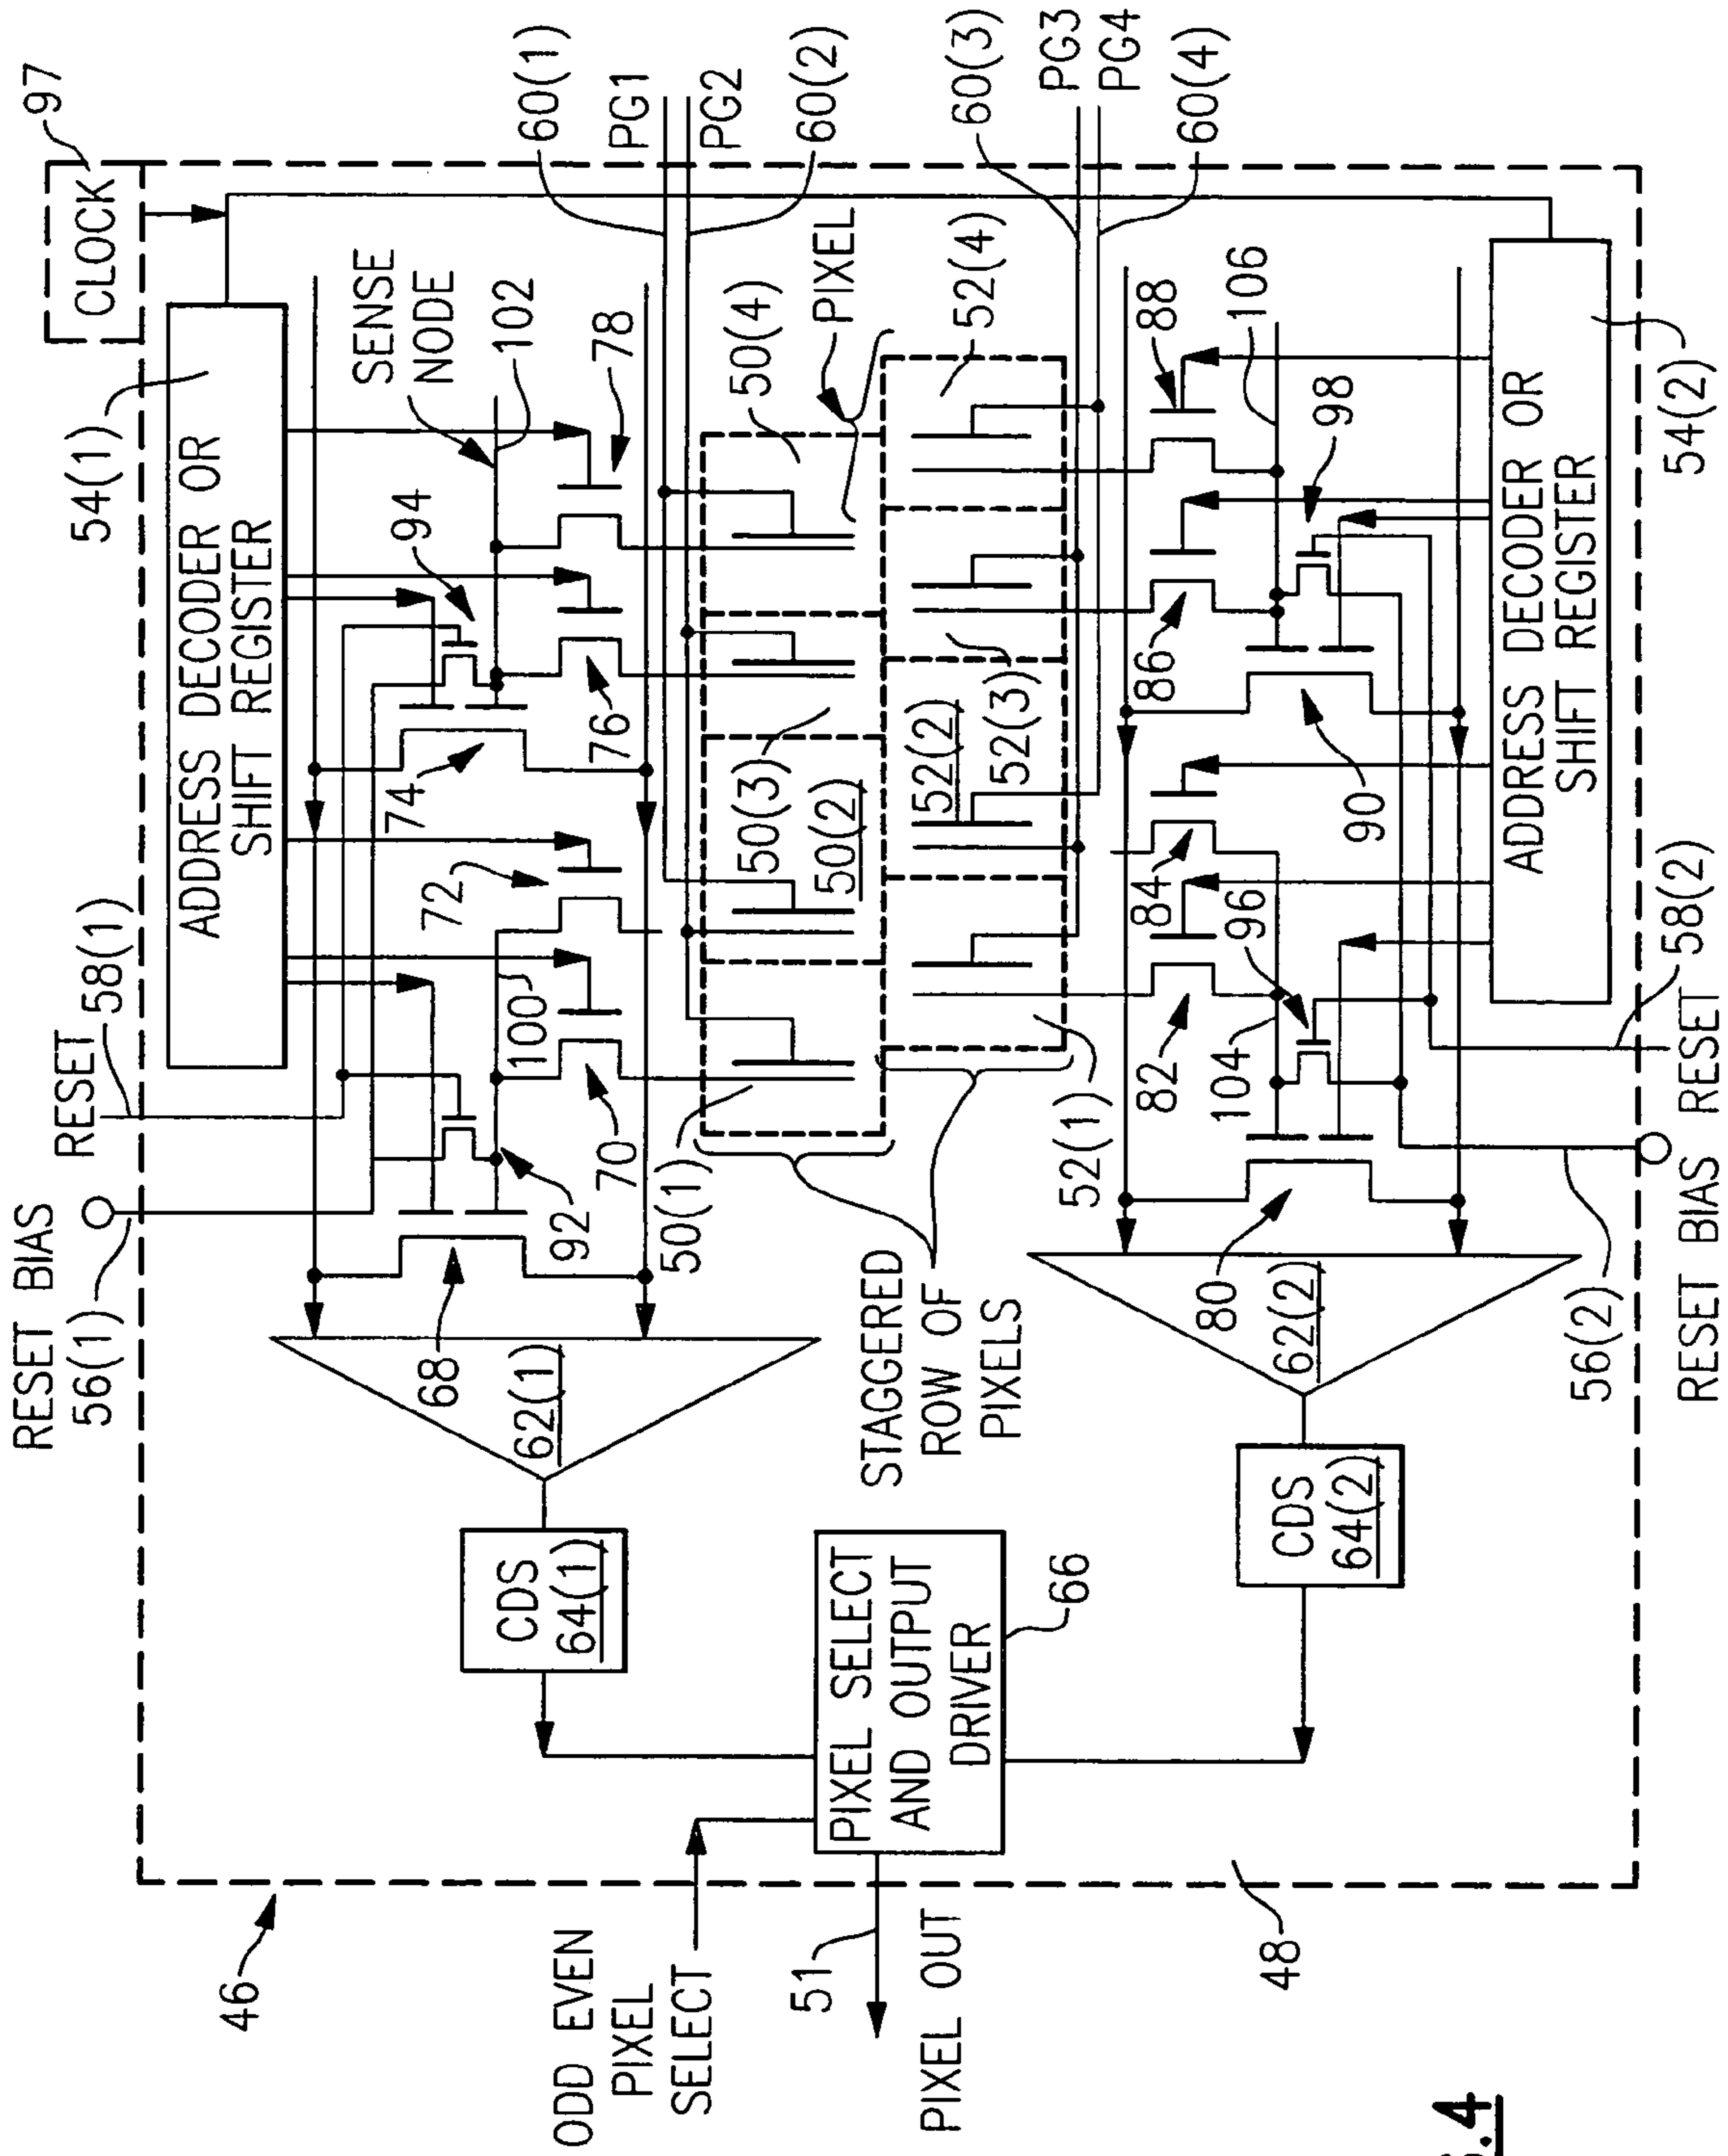 RESET BIAS
56(1)
RESET
58(1)
54(1)
97
CLOCK
ADDRESS DECODER OR
SHIFT REGISTER
46
68
92
100
70
72
74
94
76
SENSE
NODE
102
78
60(1)
PG1
PG2
60(2)
62(1)
CDS
64(1)
ODD EVEN
PIXEL
SELECT
PIXEL SELECT
AND OUTPUT
DRIVER
66
51
PIXEL OUT
STAGGERED
ROW OF
PIXELS
50(1)
50(2)
50(3)
50(4)
PIXEL
52(1)
52(2)
52(3)
52(4)
60(3)
PG3
PG4
60(4)
62(2)
CDS
64(2)
80
82
104
96
84
86
90
98
88
106
ADDRESS DECODER OR
SHIFT REGISTER
48
56(2)
RESET BIAS
RESET
58(2)
54(2)
.4